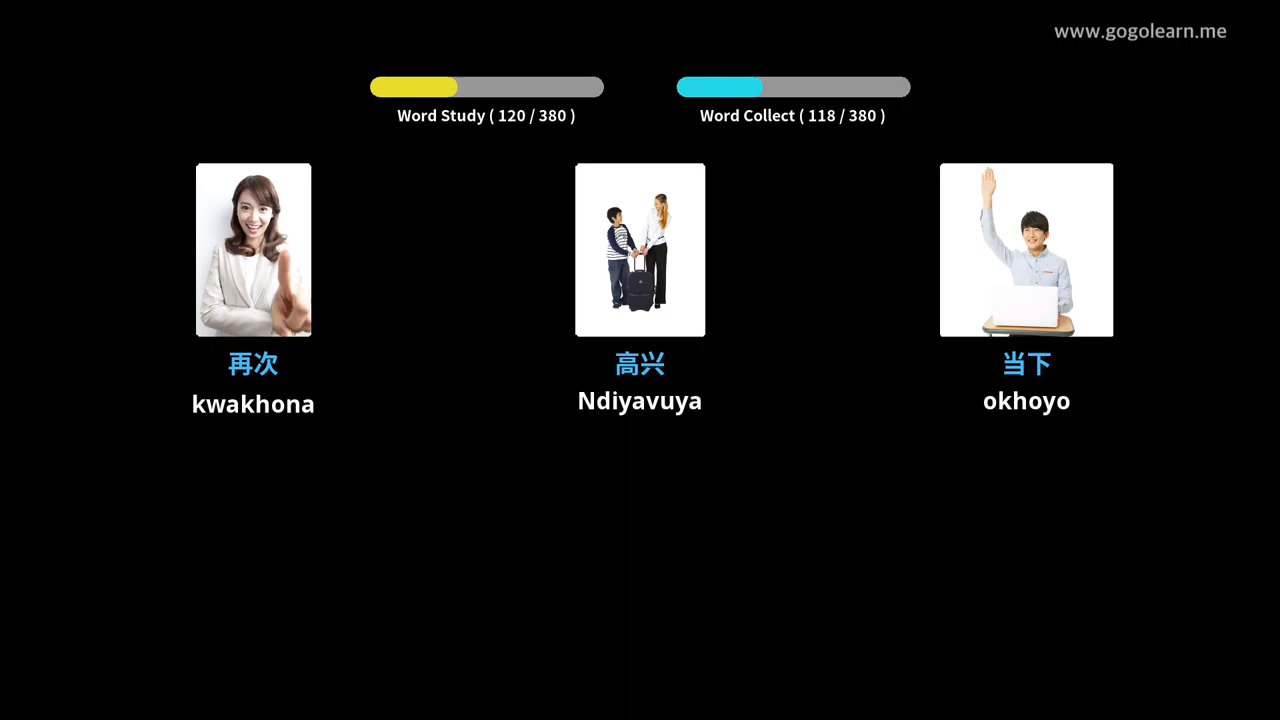 www.gogolearn.me
Word Study ( 120 / 380 )
Word Collect ( 118 / 380 )
再次
高兴
当下
kwakhona
Ndiyavuya
okhoyo